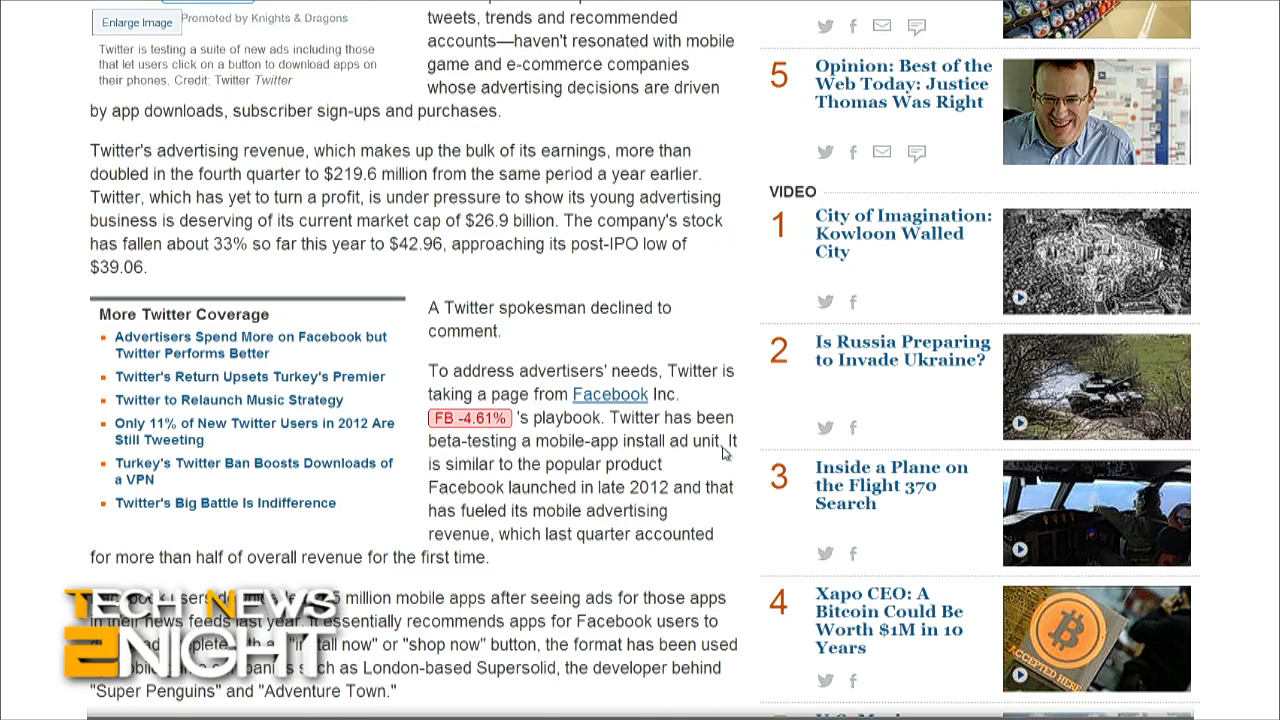 Enlarge Image
Promoted by Knights & Dragons
Twitter is testing a suite of new ads including those
that let users click on a button to download apps on
their phones. Credit: Twitter Twitter
tweets, trends and recommended
accounts—haven't resonated with mobile
game and e-commerce companies
whose advertising decisions are driven
by app downloads, subscriber sign-ups and purchases.
Twitter's advertising revenue, which makes up the bulk of its earnings, more than
doubled in the fourth quarter to $219.6 million from the same period a year earlier.
Twitter, which has yet to turn a profit, is under pressure to show its young advertising
business is deserving of its current market cap of $26.9 billion. The company's stock
has fallen about 33% so far this year to $42.96, approaching its post-IPO low of
$39.06.
More Twitter Coverage
Advertisers Spend More on Facebook but
Twitter Performs Better
Twitter's Return Upsets Turkey's Premier
Twitter to Relaunch Music Strategy
Only 11% of New Twitter Users in 2012 Are
Still Tweeting
Turkey's Twitter Ban Boosts Downloads of
a VPN
Twitter's Big Battle Is Indifference
A Twitter spokesman declined to
comment.
To address advertisers' needs, Twitter is
taking a page from Facebook Inc.
FB -4.61% 's playbook. Twitter has been
beta-testing a mobile-app install ad unit. It
is similar to the popular product
Facebook launched in late 2012 and that
has fueled its mobile advertising
revenue, which last quarter accounted
for more than half of overall revenue for the first time.
million mobile apps after seeing ads for those apps
in their news feeds last year. It essentially recommends apps for Facebook users to
now" or "shop now" button, the format has been used
such as London-based Supersolid, the developer behind
"Super Penguins" and "Adventure Town."
TECH NEWS
2NIGHT
5
Opinion: Best of the
Web Today: Justice
Thomas Was Right
VIDEO
1
City of Imagination:
Kowloon Walled
City
2
Is Russia Preparing
to Invade Ukraine?
3
Inside a Plane on
the Flight 370
Search
4
Xapo CEO: A
Bitcoin Could Be
Worth $1M in 10
Years
ACCEPTED HERE